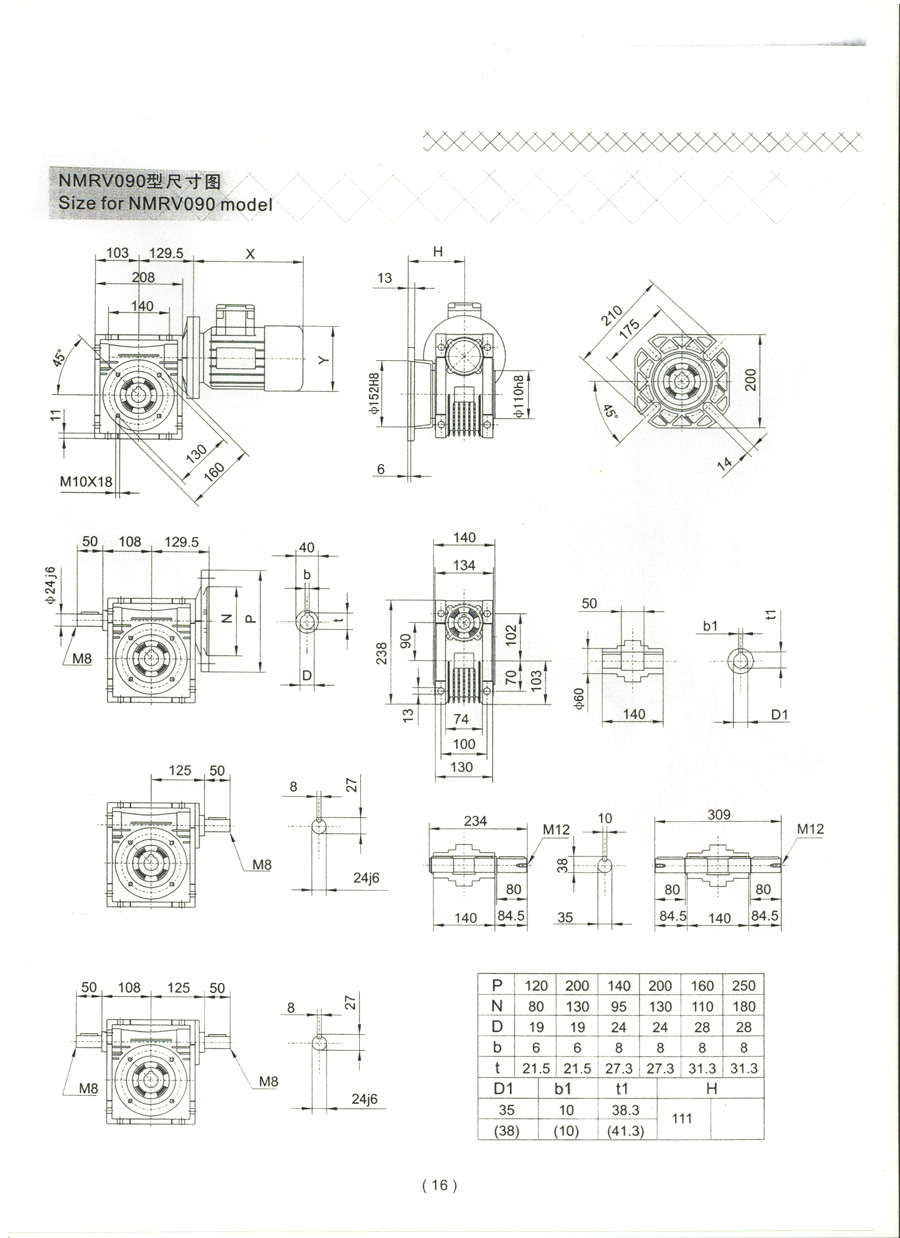 NMRV090型尺寸图
Size for NMRV090 model
103 129.5 X
208
140
45°
Y
11
130
160
M10X18
H
13
ϕ152H8
ϕ110h8
6
210
175
200
45°
14
50 108 129.5
ϕ24j6
N
P
M8
40
b
t
D
140
134
238
90
102
70
103
13
74
100
130
50
ϕ60
140
b1
t1
D1
125 50
M8
8
27
24j6
234
M12
80
140 84.5
10
38
35
309
M12
80 80
84.5 140 84.5
50 108 125 50
M8
M8
8
27
24j6
P 120 200 140 200 160 250
N 80 130 95 130 110 180
D 19 19 24 24 28 28
b 6 6 8 8 8 8
t 21.5 21.5 27.3 27.3 31.3 31.3
D1 b1 t1 H
35 10 38.3 111
(38) (10) (41.3)
( 16 )